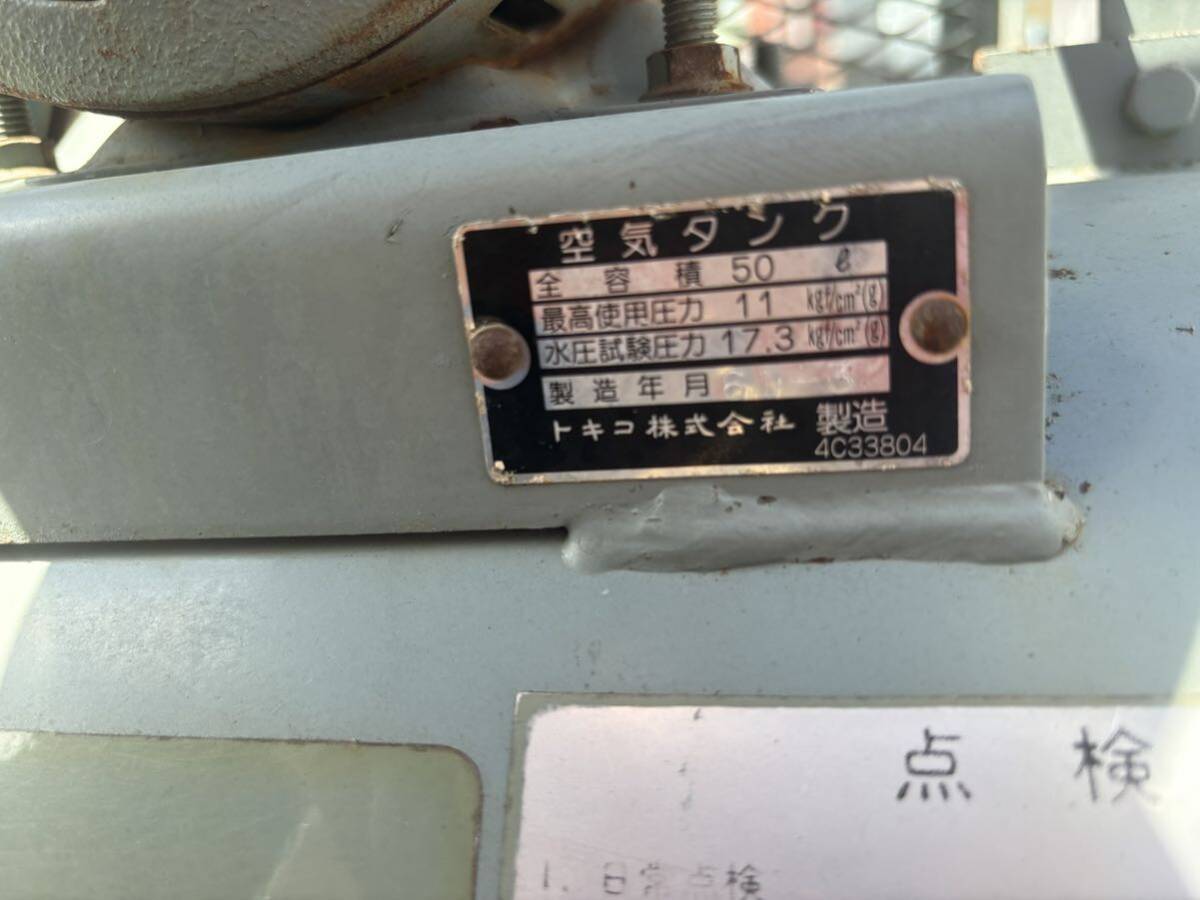 空気タンク
全容積 50 ℓ
最高使用圧力 11 kgf/cm²(g)
水圧試験圧力 17.3 kgf/cm²(g)
製造年月
トキコ株式会社 製造
4C33804
点検
1. 日常点検